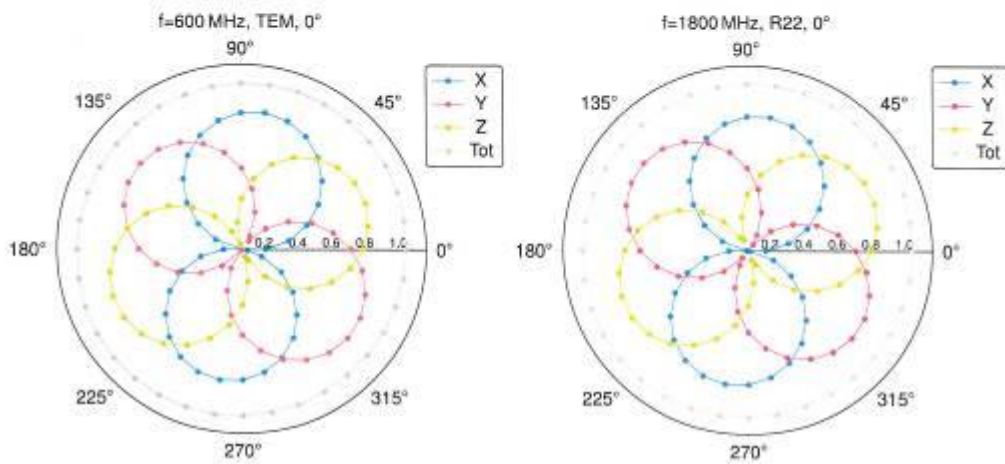 f=600 MHz, TEM, 0°
90°
135°
45°
X
Y
Z
Tot
180°
0.2 0.4 0.6 0.8 1.0
0°
225°
315°
270°
f=1800 MHz, R22, 0°
90°
135°
45°
X
Y
Z
Tot
180°
0.2 0.4 0.6 0.8 1.0
0°
225°
315°
270°